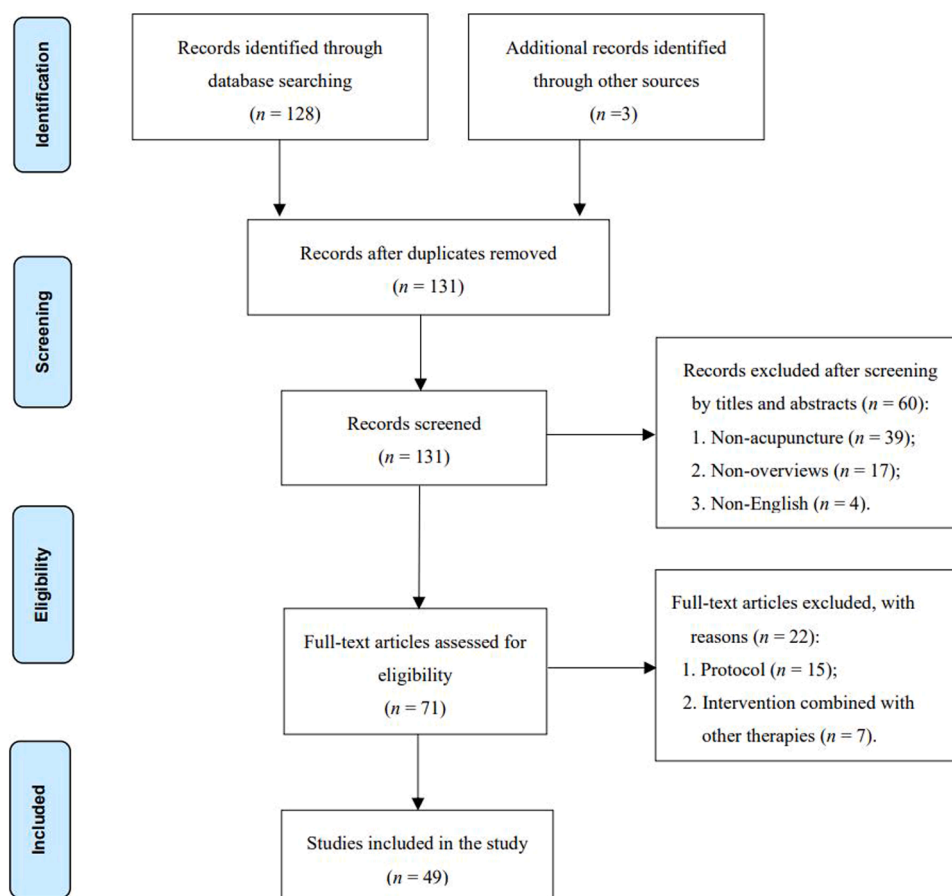 Identification
Records identified through
database searching
(n = 128)
Additional records identified
through other sources
(n =3)
Records after duplicates removed
(n = 131)
Screening
Records screened
(n = 131)
Records excluded after screening
by titles and abstracts (n = 60):
1. Non-acupuncture (n = 39);
2. Non-overviews (n = 17);
3. Non-English (n = 4).
Eligibility
Full-text articles assessed for
eligibility
(n = 71)
Full-text articles excluded, with
reasons (n = 22):
1. Protocol (n = 15);
2. Intervention combined with
other therapies (n = 7).
Included
Studies included in the study
(n = 49)